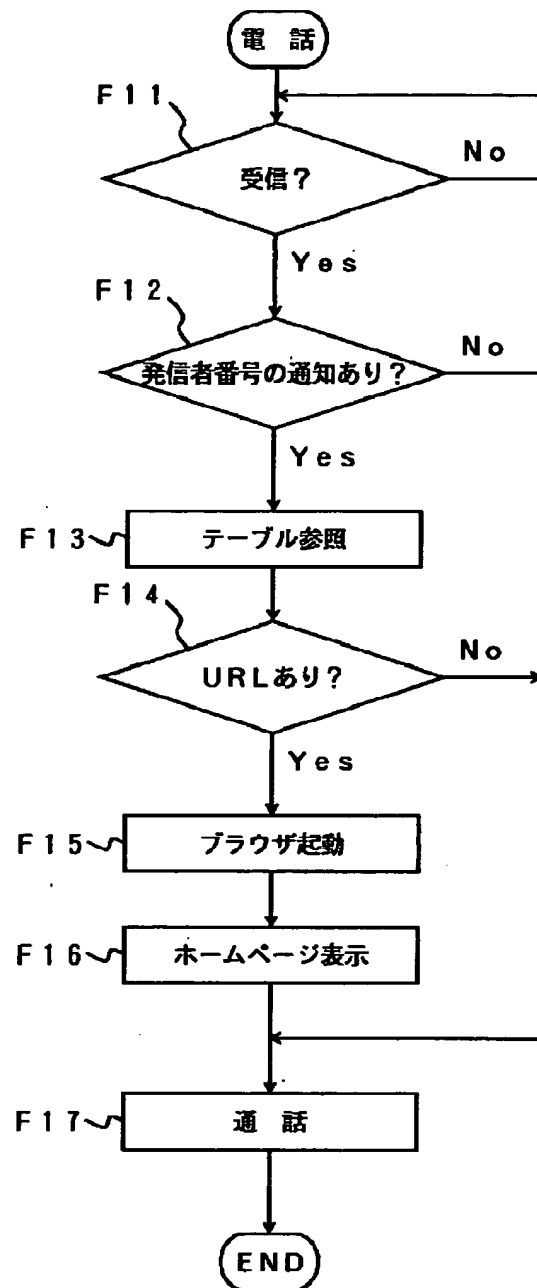 電 話
F11
受信?
No
Yes
F12
発信者番号の通知あり?
No
Yes
F13
テーブル参照
F14
URLあり?
No
Yes
F15
ブラウザ起動
F16
ホームページ表示
F17
通 話
END